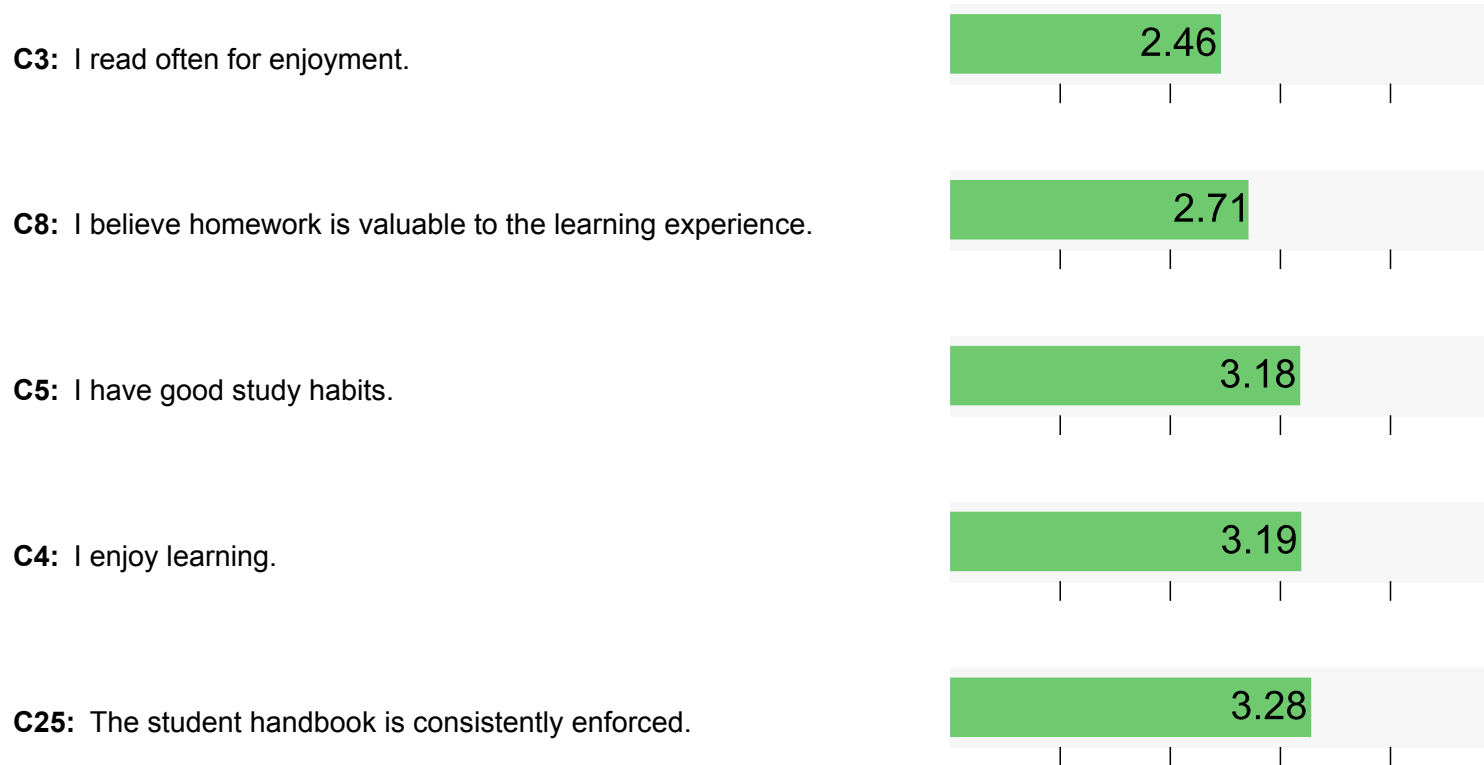 C3: I read often for enjoyment.
2.46
C8: I believe homework is valuable to the learning experience.
2.71
C5: I have good study habits.
3.18
C4: I enjoy learning.
3.19
C25: The student handbook is consistently enforced.
3.28